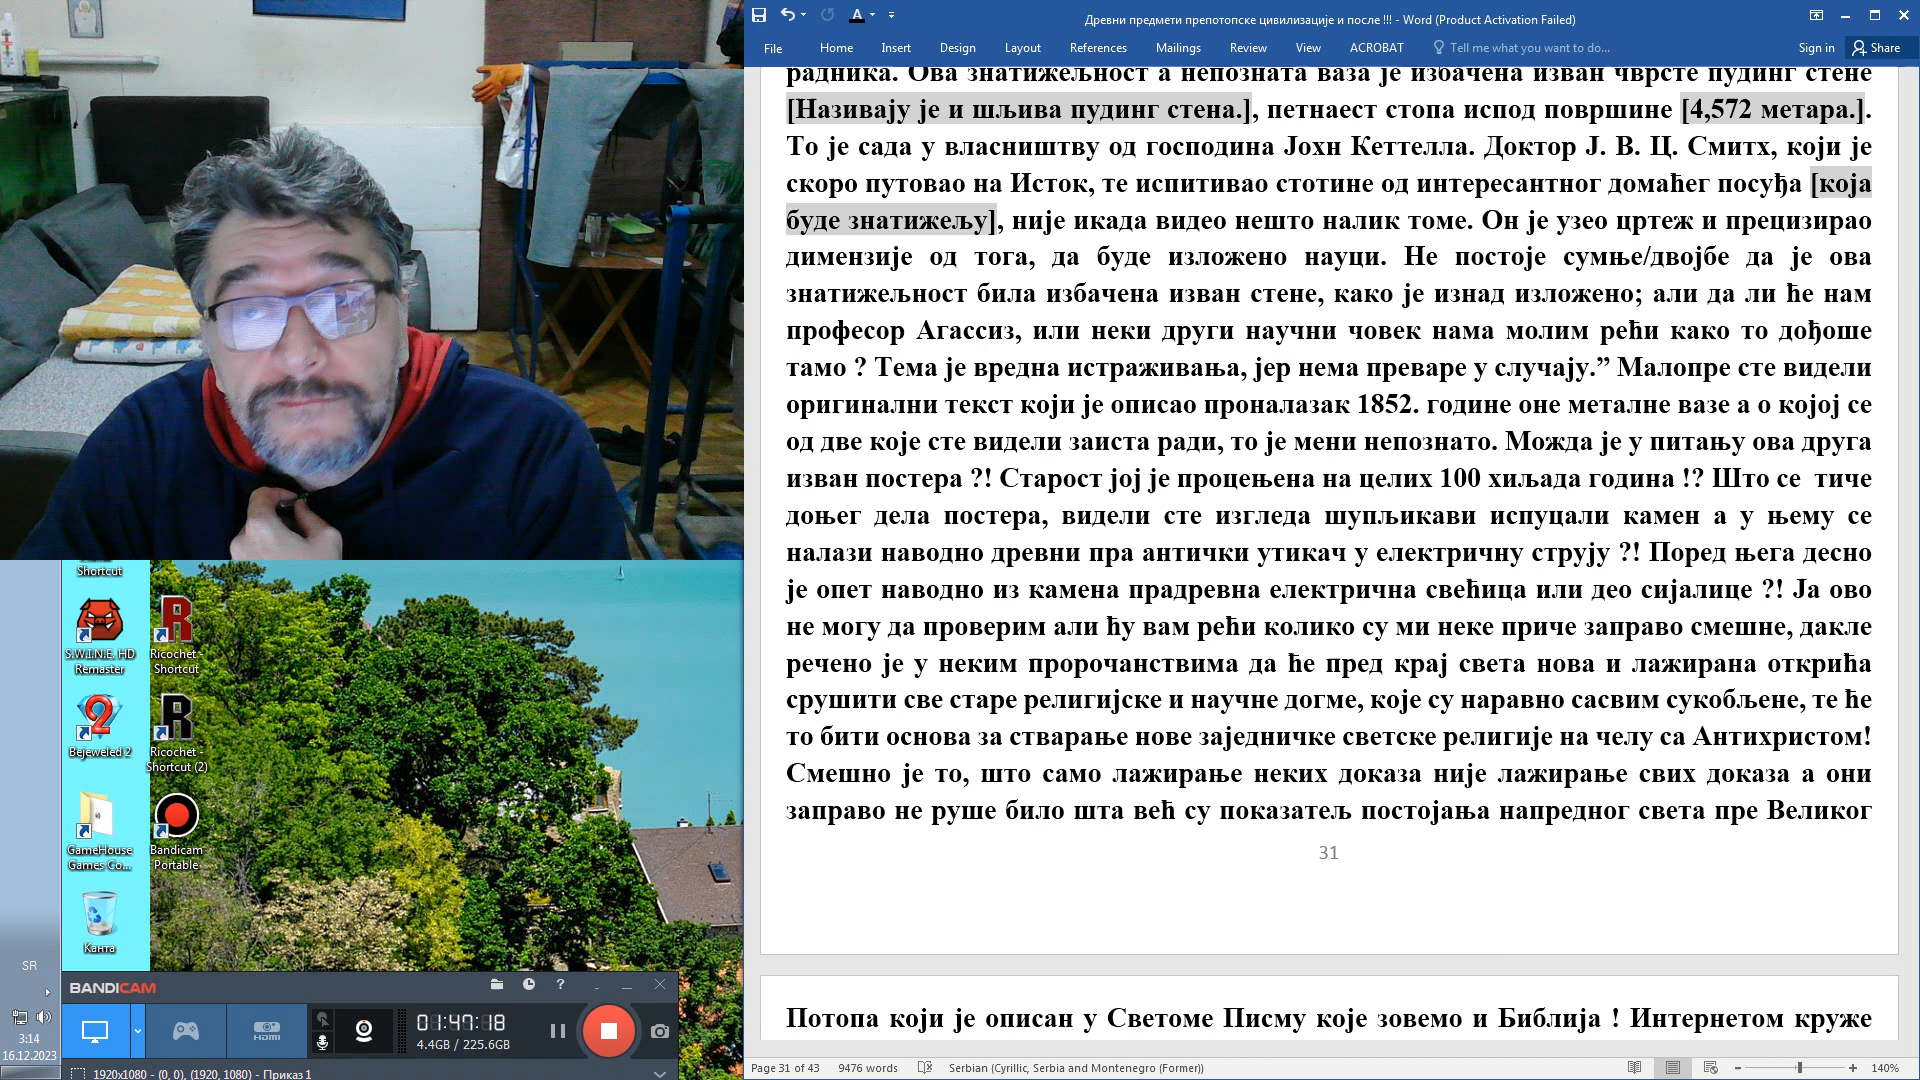 Древни предмети препотопске цивилизације и после !!! - Word (Product Activation Failed)
File Home Insert Design Layout References Mailings Review View ACROBAT Tell me what you want to do... Sign in Share
радника. Ова знатижељност а непозната ваза је избачена изван чврсте пудинг стене
[Називају је и шљива пудинг стена.], петнаест стопа испод површине [4,572 метара.].
То је сада у власништву од господина Јохн Кеттелла. Доктор Ј. В. Ц. Смитх, који је
скоро путовао на Исток, те испитивао стотине од интересантног домаћег посуђа [која
буде знатижељу], није икада видео нешто налик томе. Он је узео цртеж и прецизирао
димензије од тога, да буде изложено науци. Не постоје сумње/двојбе да је ова
знатижељност била избачена изван стене, како је изнад изложено; али да ли ће нам
професор Агассиз, или неки други научни човек нама молим рећи како то дођоше
тамо ? Тема је вредна истраживања, јер нема преваре у случају.” Малопре сте видели
оригинални текст који је описао проналазак 1852. године оне металне вазе а о којој се
од две које сте видели заиста ради, то је мени непознато. Можда је у питању ова друга
изван постера ?! Старост јој је процењена на целих 100 хиљада година !? Што се тиче
доњег дела постера, видели сте изгледа шупљикави испуцали камен а у њему се
налази наводно древни пра антички утикач у електричну струју ?! Поред њега десно
је опет наводно из камена прадревна електрична свећица или део сијалице ?! Ја ово
не могу да проверим али ћу вам рећи колико су ми неке приче заправо смешне, дакле
речено је у неким пророчанствима да ће пред крај света нова и лажирана открића
срушити све старе религијске и научне догме, које су наравно сасвим сукобљене, те ће
то бити основа за стварање нове заједничке светске религије на челу са Антихристом!
Смешно је то, што само лажирање неких доказа није лажирање свих доказа а они
заправо не руше било шта већ су показатељ постојања напредног света пре Великог
31
Потопа који је описан у Светоме Писму које зовемо и Библија ! Интернетом круже
Page 31 of 43 9476 words Serbian (Cyrillic, Serbia and Montenegro (Former)) 140%
Shortcut
S.W.I.N.E. HD
Remaster
Ricochet -
Shortcut
Bejeweled 2
Ricochet -
Shortcut (2)
GameHouse
Games Co...
Bandicam
Portable
Канта
SR
3:14
16.12.2023
BANDICAM
HDMI
01:47:18
4.4GB / 225.6GB
1920x1080 - (0, 0), (1920, 1080) - Приказ 1